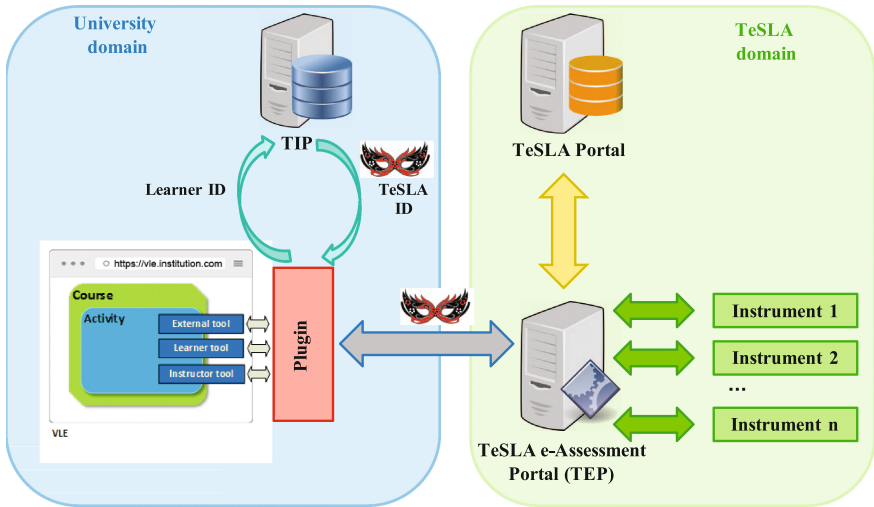 University
domain
TeSLA
domain
TIP
TeSLA Portal
Learner ID
TeSLA
ID
https://vle.institution.com
Course
Activity
External tool
Learner tool
Instructor tool
VLE
Plugin
Instrument 1
Instrument 2
...
Instrument n
TeSLA e-Assessment
Portal (TEP)